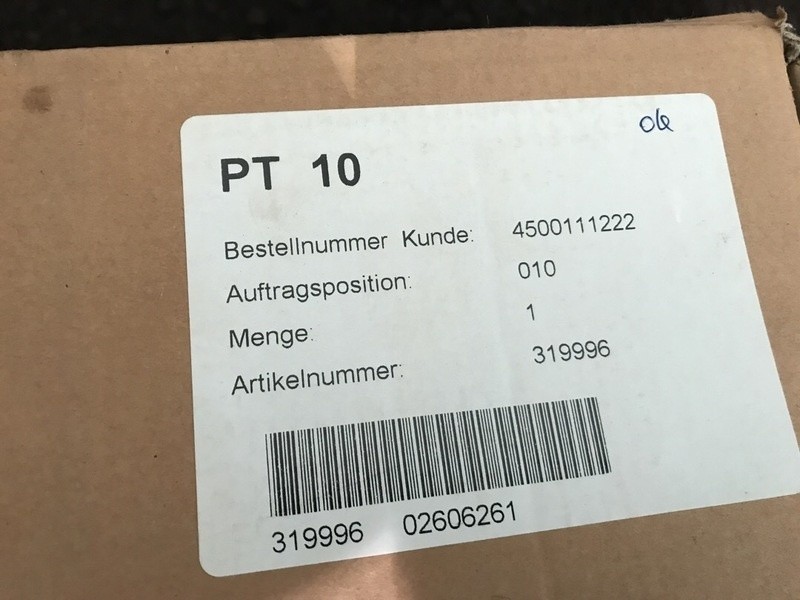 ok
PT 10
Bestellnummer Kunde: 4500111222
Auftragsposition: 010
Menge: 1
Artikelnummer: 319996
319996 02606261